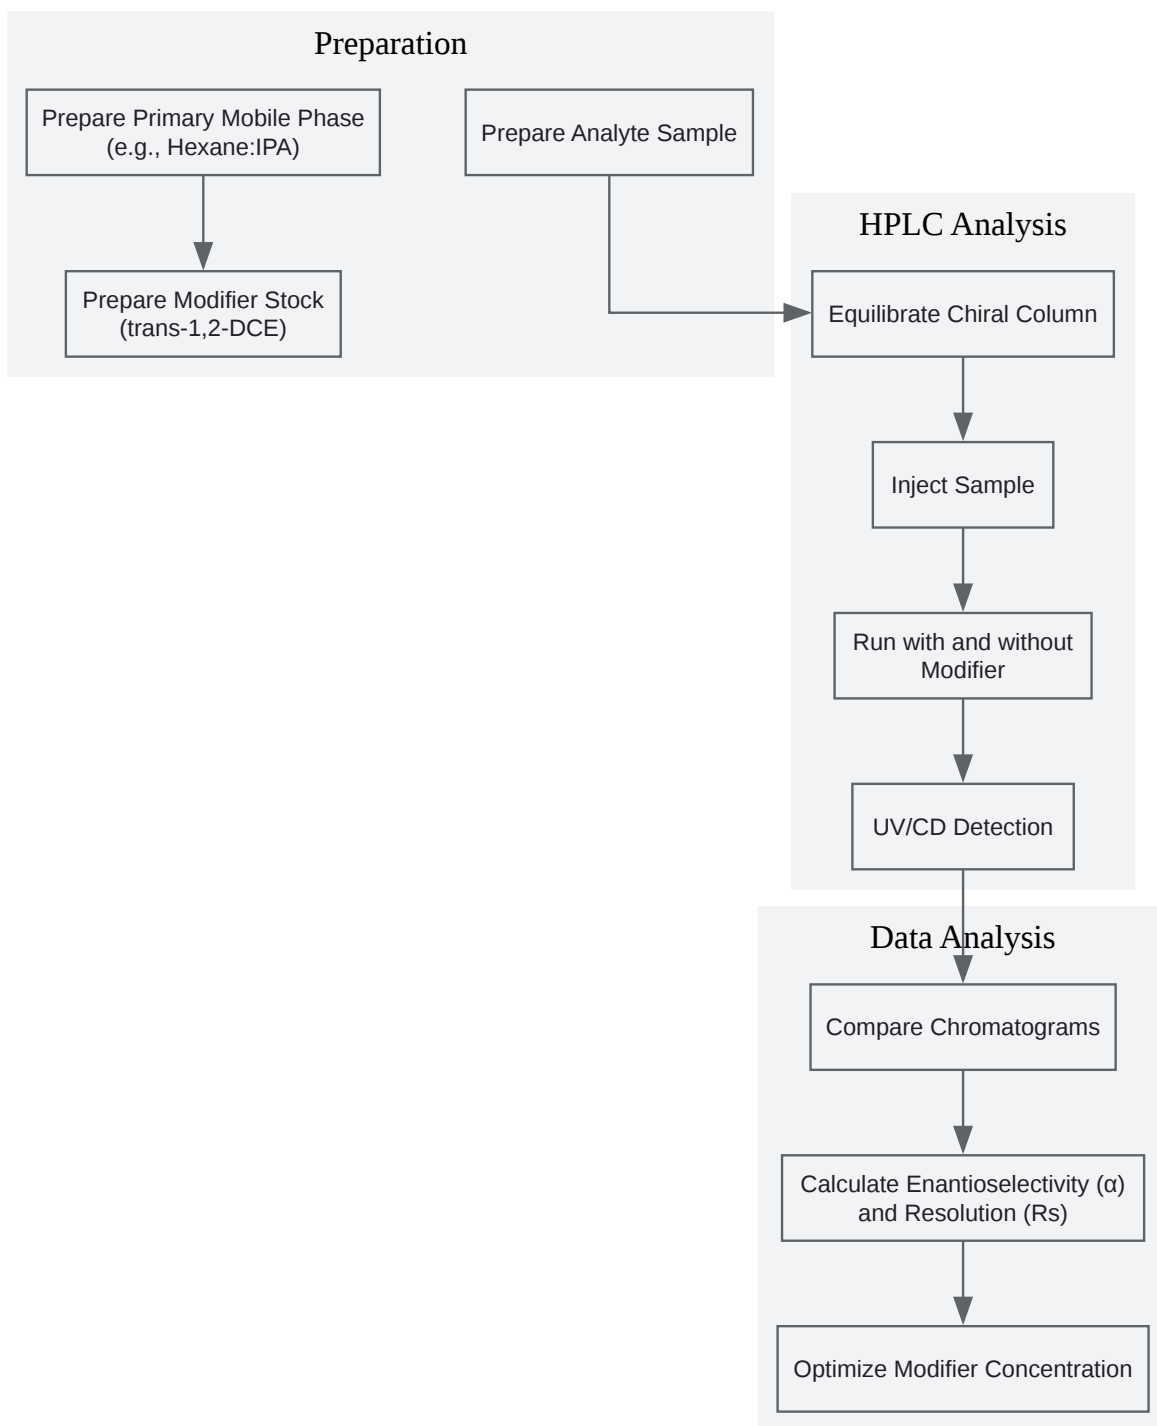 Preparation
Prepare Primary Mobile Phase
(e.g., Hexane:IPA)
Prepare Analyte Sample
Prepare Modifier Stock
(trans-1,2-DCE)
HPLC Analysis
Equilibrate Chiral Column
Inject Sample
Run with and without
Modifier
UV/CD Detection
Data Analysis
Compare Chromatograms
Calculate Enantioselectivity (α)
and Resolution (Rs)
Optimize Modifier Concentration